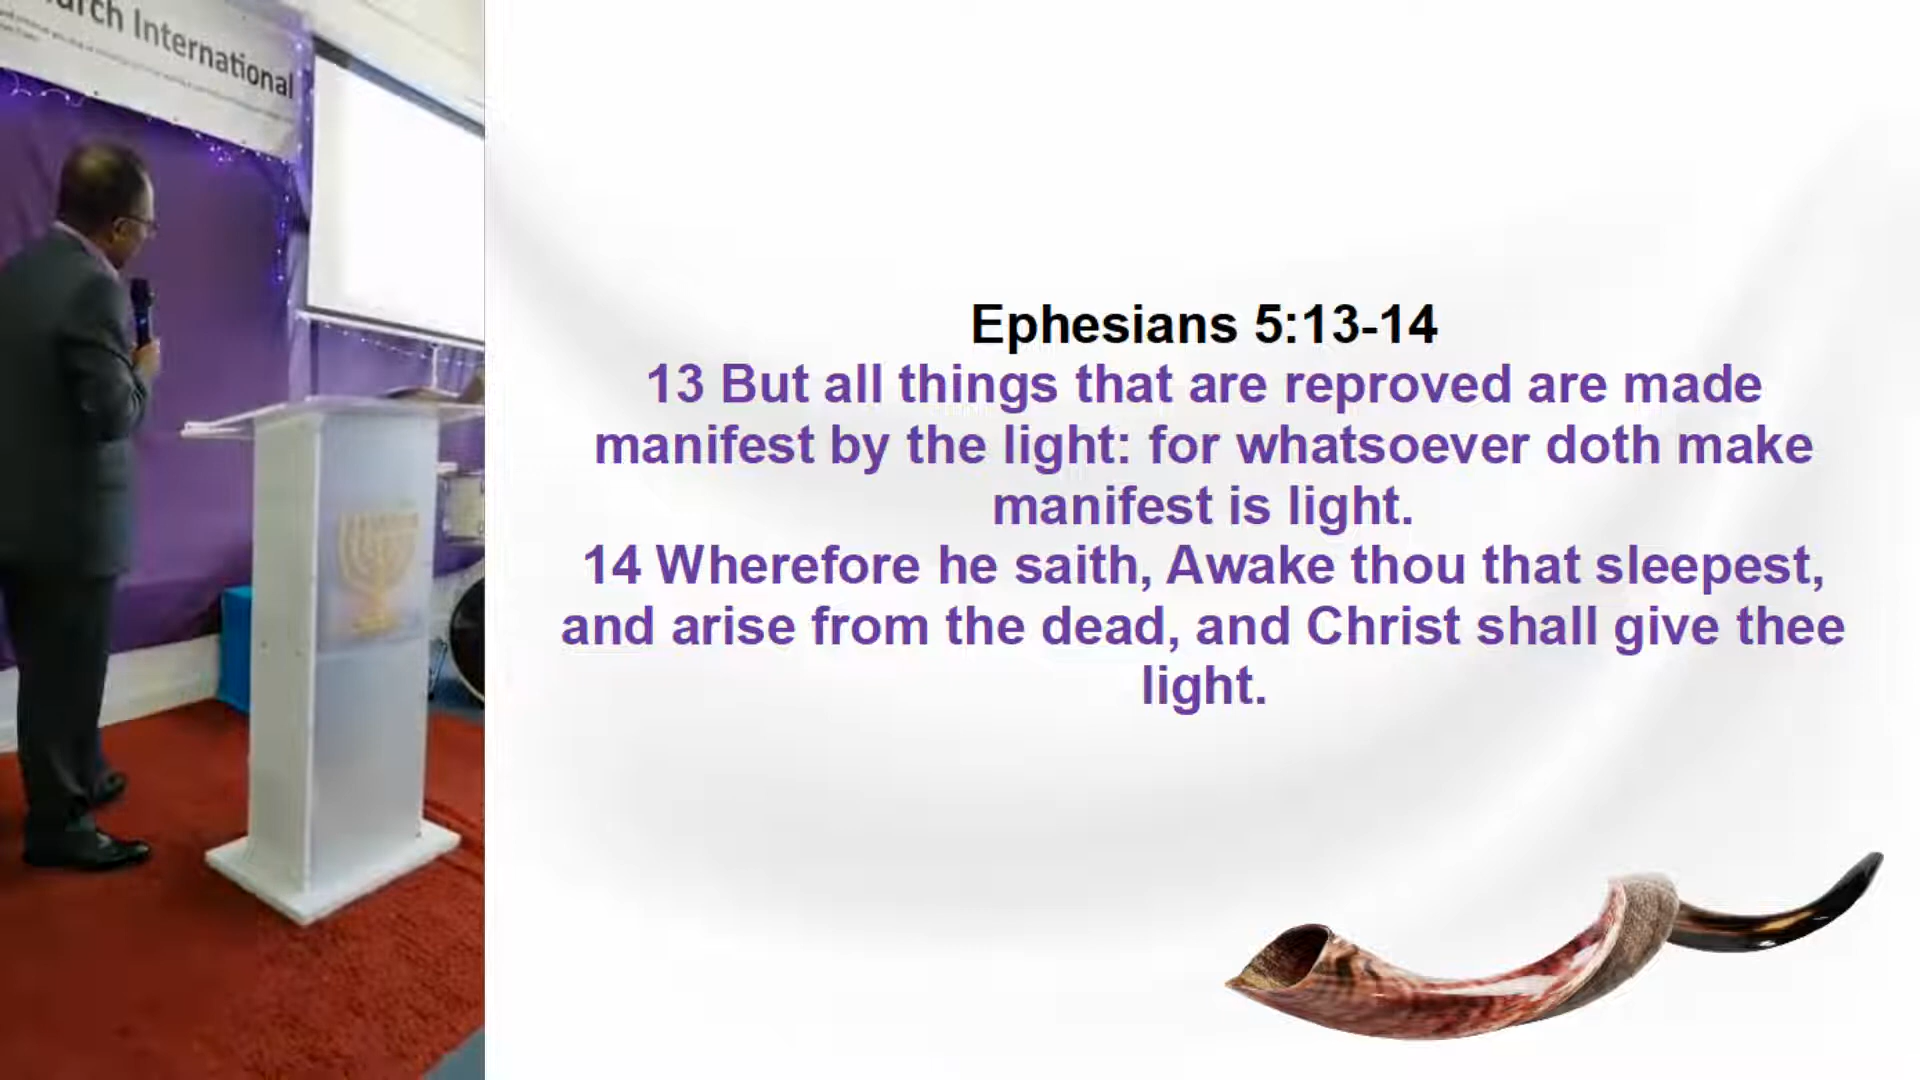 urch International
Ephesians 5:13-14
13 But all things that are reproved are made
manifest by the light: for whatsoever doth make
manifest is light.
14 Wherefore he saith, Awake thou that sleepest,
and arise from the dead, and Christ shall give thee
light.